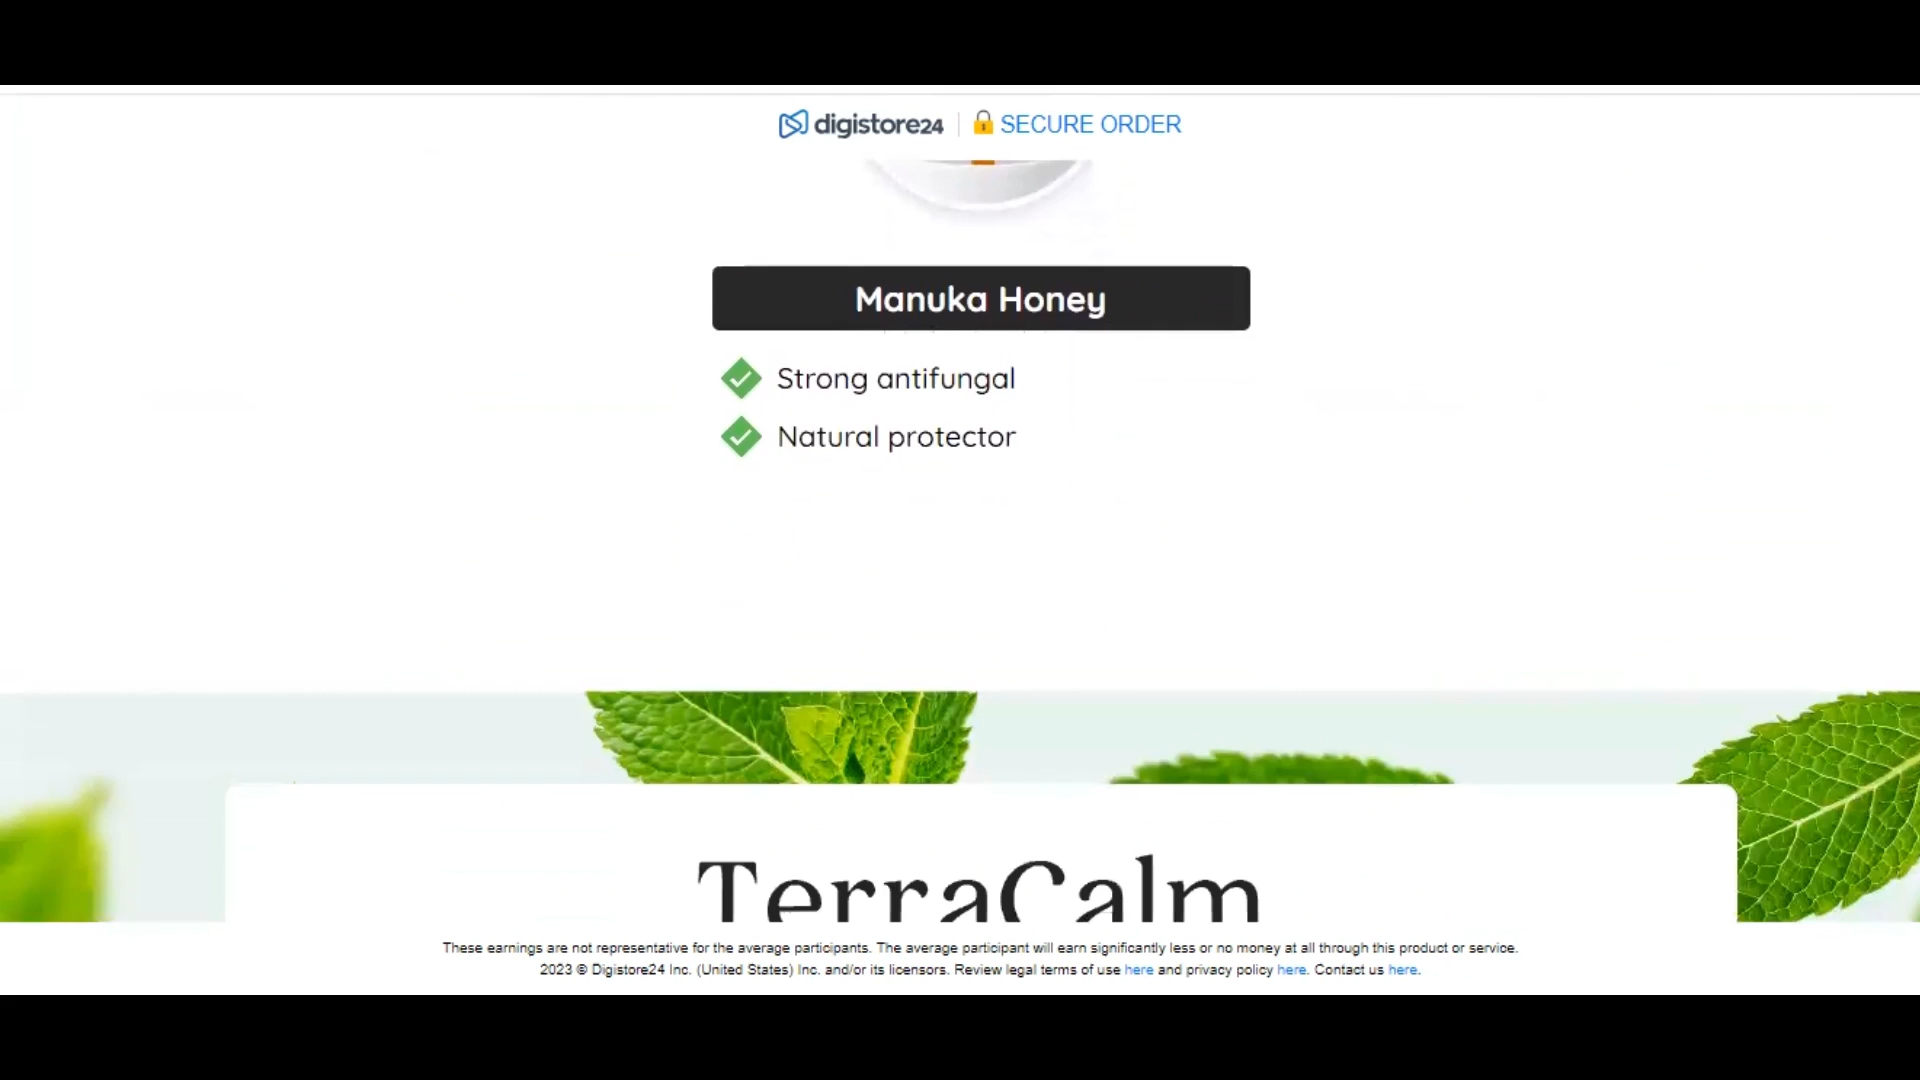 digistore24 SECURE ORDER
Manuka Honey
Strong antifungal
Natural protector
TerraCalm
These earnings are not representative for the average participants. The average participant will earn significantly less or no money at all through this product or service.
2023 © Digistore24 Inc. (United States) Inc. and/or its licensors. Review legal terms of use here and privacy policy here. Contact us here.